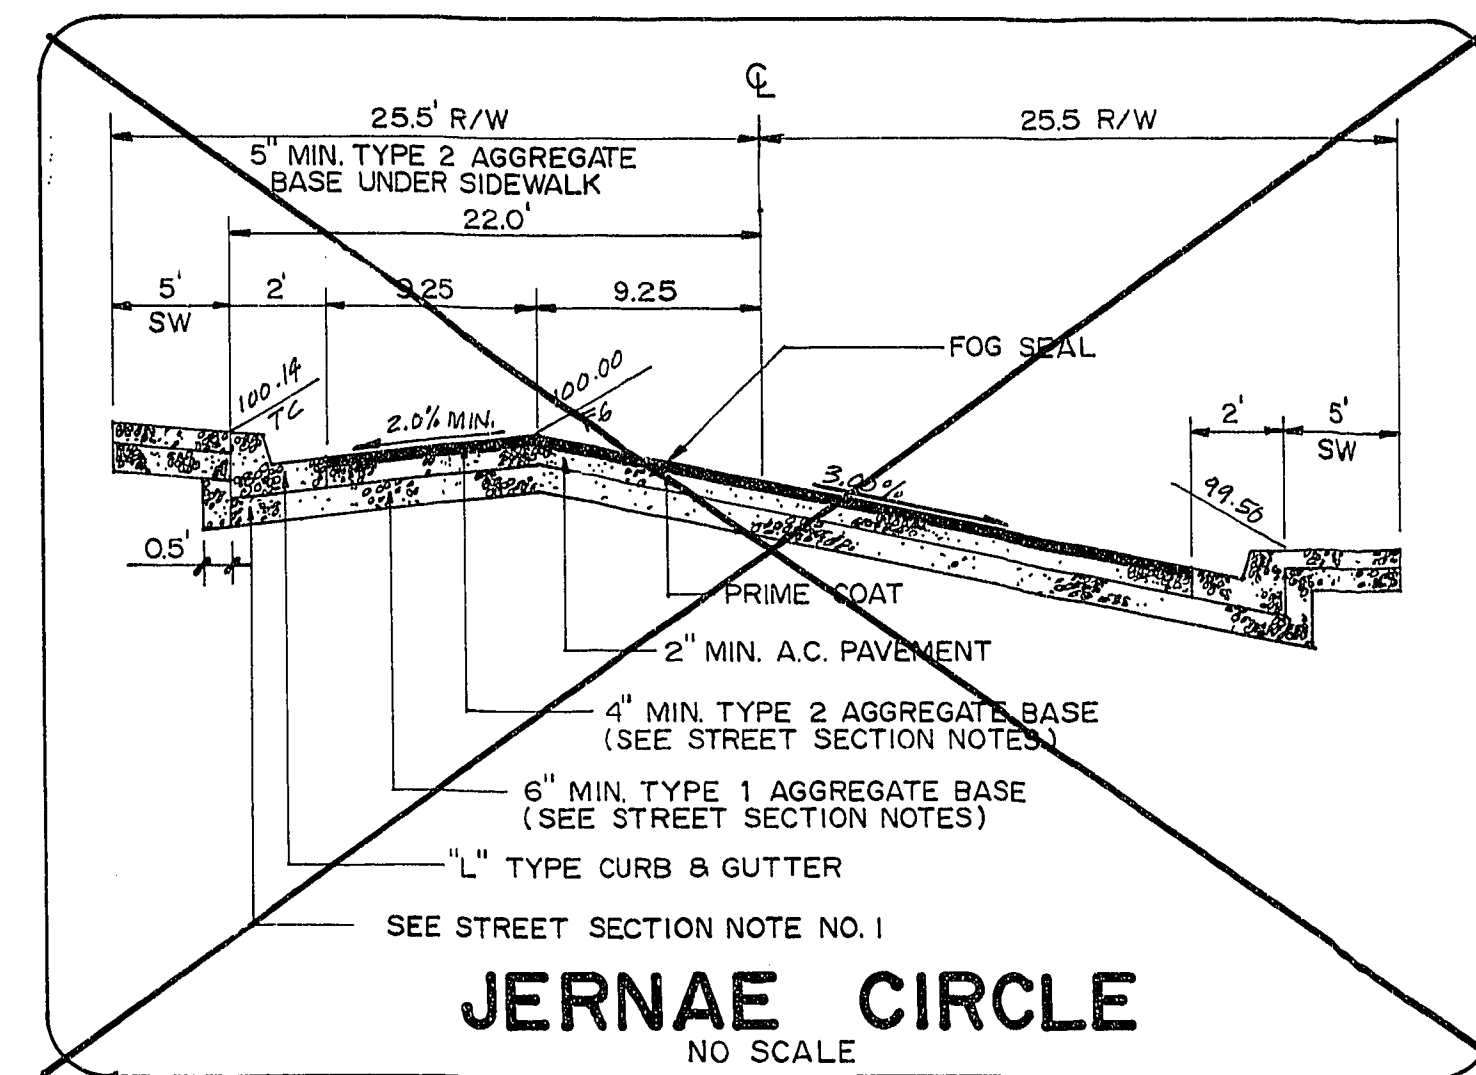 ℄
25.5' R/W
25.5 R/W
5" MIN. TYPE 2 AGGREGATE
BASE UNDER SIDEWALK
22.0'
5'
SW
2'
9.25
9.25
FOG SEAL
100.14
TC
2.0% MIN.
100.00
FG
2'
5'
SW
3.00%
99.56
0.5'
PRIME COAT
2" MIN. A.C. PAVEMENT
4" MIN. TYPE 2 AGGREGATE BASE
(SEE STREET SECTION NOTES)
6" MIN. TYPE 1 AGGREGATE BASE
(SEE STREET SECTION NOTES)
"L" TYPE CURB & GUTTER
SEE STREET SECTION NOTE NO. 1
JERNAE CIRCLE
NO SCALE